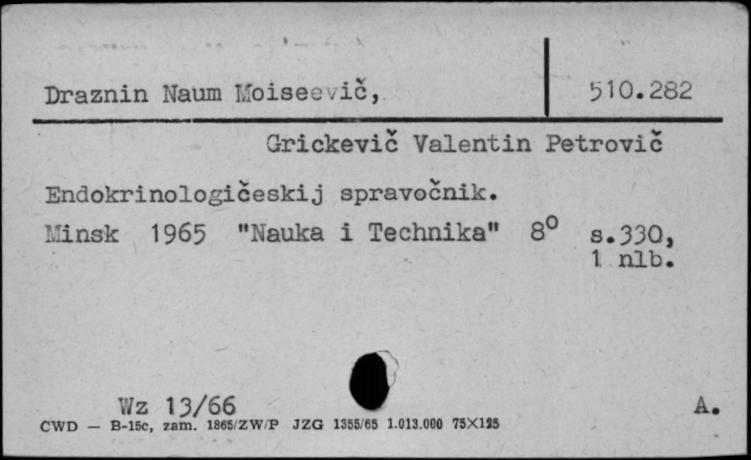 Draznin Naum Moiseevič, 510.282
Grickevič Valentin Petrovič
Endokrinologičeskij spravočnik.
Minsk 1965 "Nauka i Technika" 8° s.330,
1 nlb.
Wz 13/66 A.
CWD — B-15c, zam. 1865/ZW/P JZG 1355/65 1.013.000 75X125